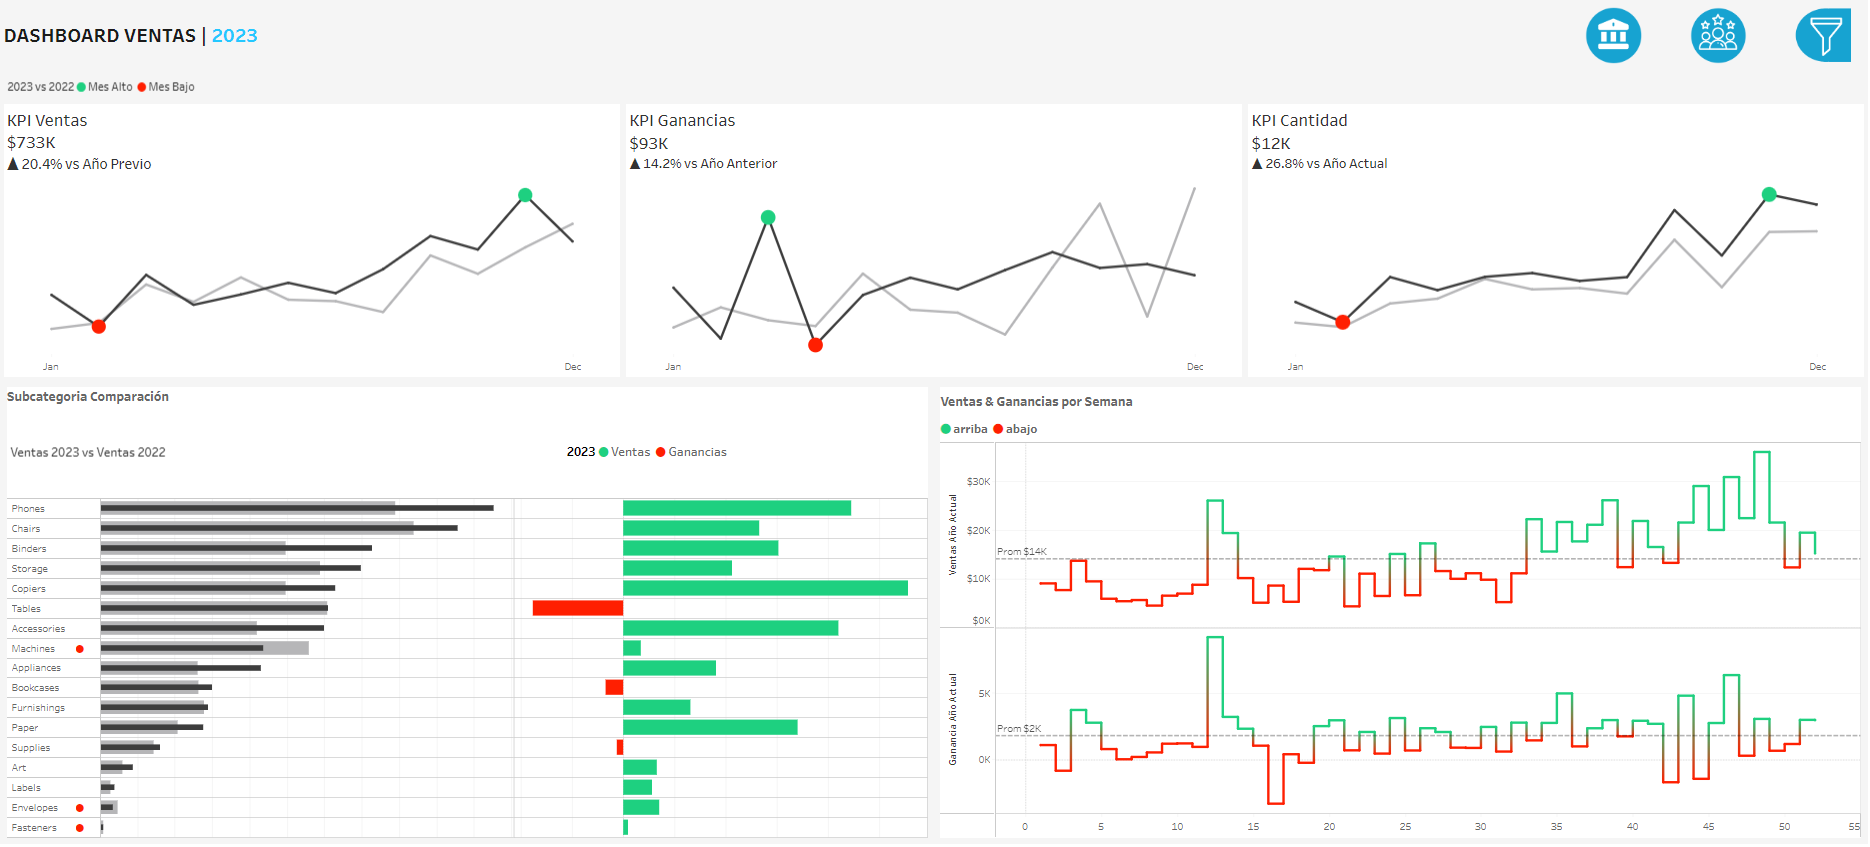 DASHBOARD VENTAS | 2023
2023 vs 2022 Mes Alto Mes Bajo
KPI Ventas
$733K
▲ 20.4% vs Año Previo
Jan Dec
KPI Ganancias
$93K
▲ 14.2% vs Año Anterior
Jan Dec
KPI Cantidad
$12K
▲ 26.8% vs Año Actual
Jan Dec
Subcategoria Comparación
Ventas 2023 vs Ventas 2022
2023 Ventas Ganancias
Phones
Chairs
Binders
Storage
Copiers
Tables
Accessories
Machines
Appliances
Bookcases
Furnishings
Paper
Supplies
Art
Labels
Envelopes
Fasteners
Ventas & Ganancias por Semana
arriba abajo
Ventas Año Actual
$30K
$20K
Prom $14K
$10K
$0K
Ganancia Año Actual
5K
Prom $2K
0K
0 5 10 15 20 25 30 35 40 45 50 55